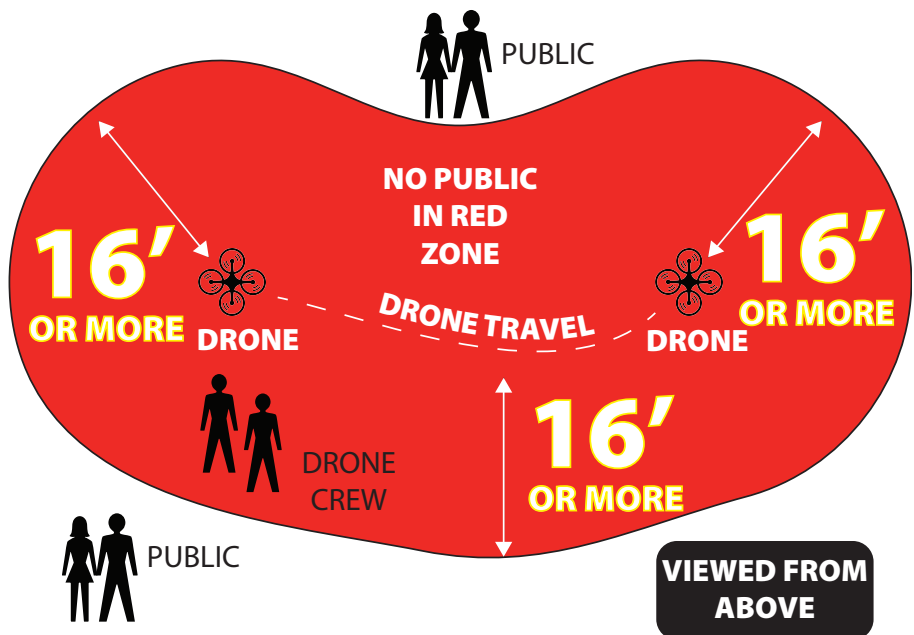 PUBLIC
NO PUBLIC
IN RED
ZONE
16’
OR MORE
DRONE
DRONE TRAVEL
16’
OR MORE
DRONE
16’
OR MORE
DRONE
CREW
PUBLIC
VIEWED FROM
ABOVE